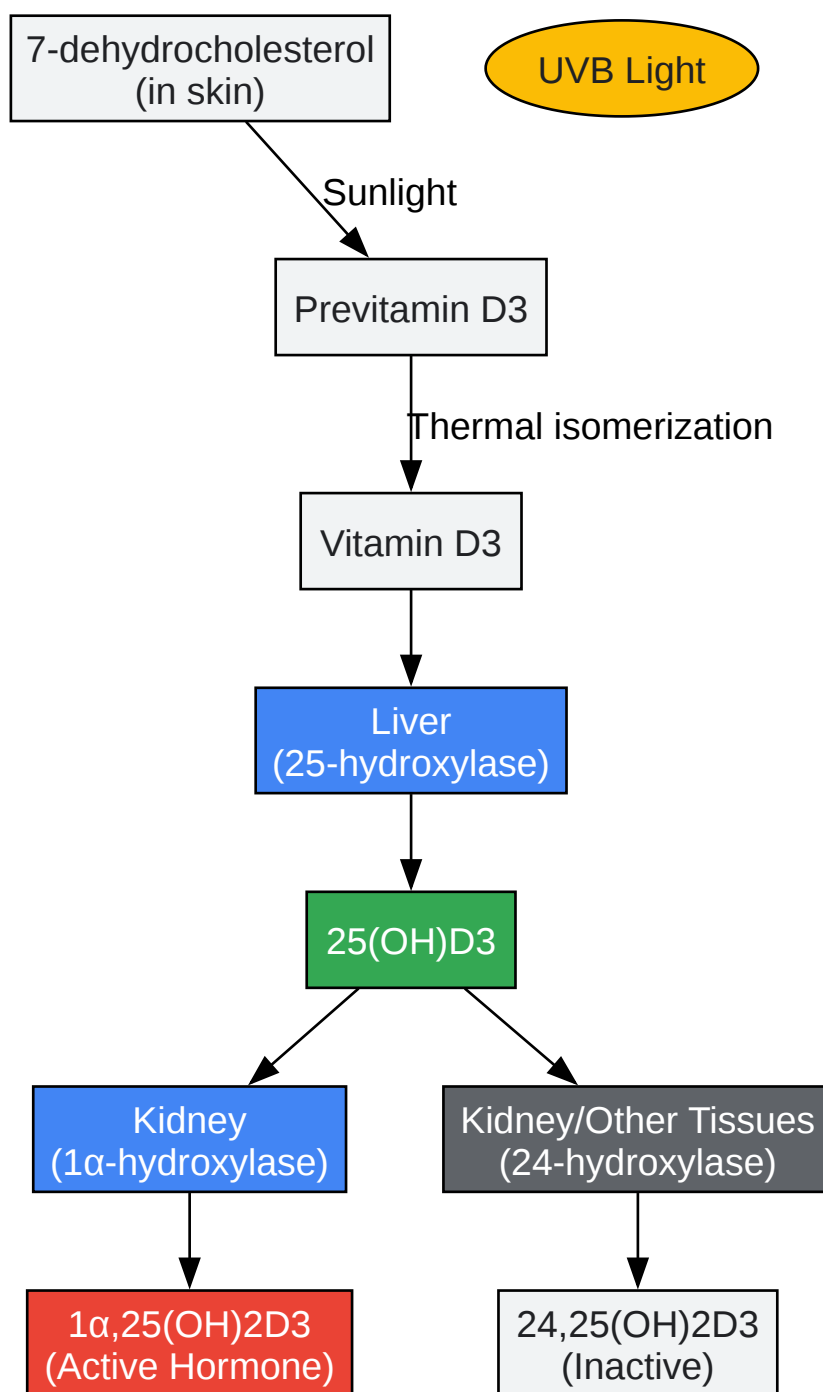 7-dehydrocholesterol
(in skin)
UVB Light
Sunlight
Previtamin D3
Thermal isomerization
Vitamin D3
Liver
(25-hydroxylase)
25(OH)D3
Kidney
(1α-hydroxylase)
Kidney/Other Tissues
(24-hydroxylase)
1α,25(OH)2D3
(Active Hormone)
24,25(OH)2D3
(Inactive)